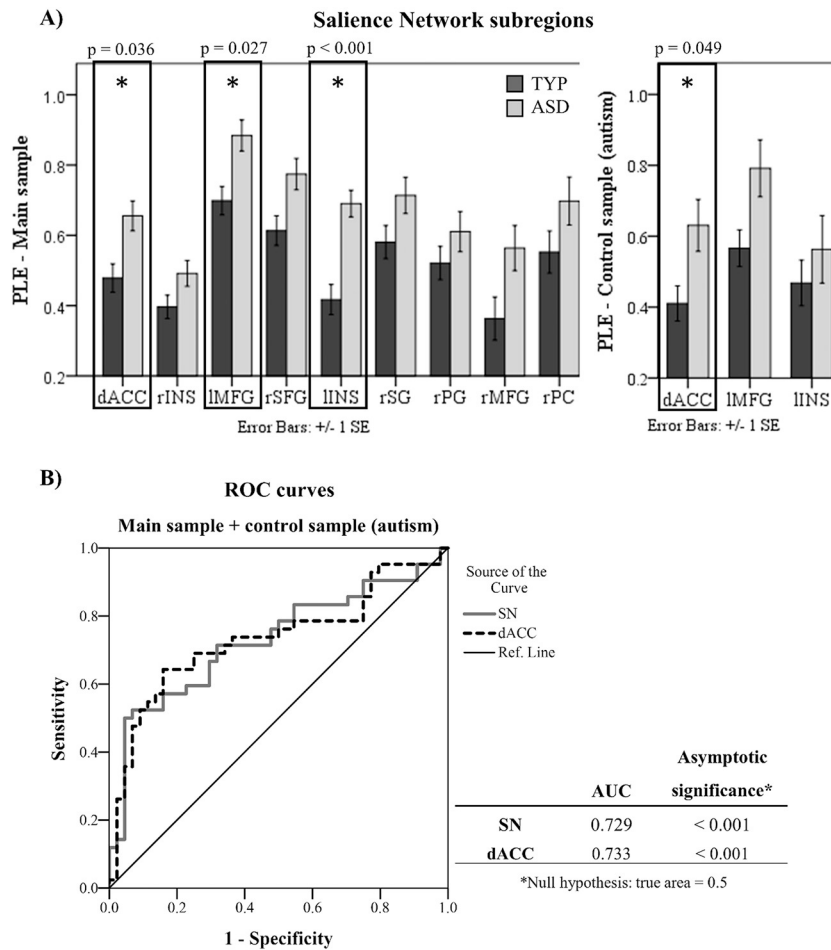 A)
Salience Network subregions
p = 0.036
p = 0.027
p < 0.001
p = 0.049
*
*
*
*
TYP
ASD
PLE - Main sample
1.0
0.8
0.6
0.4
0.2
dACC
rINS
lMFG
rSFG
lINS
rSG
rPG
rMFG
rPC
Error Bars: +/- 1 SE
PLE - Control sample (autism)
1.0
0.8
0.6
0.4
0.2
dACC
lMFG
lINS
Error Bars: +/- 1 SE
B)
ROC curves
Main sample + control sample (autism)
Sensitivity
1.0
0.8
0.6
0.4
0.2
0.0
0.0
0.2
0.4
0.6
0.8
1.0
1 - Specificity
Source of the
Curve
SN
dACC
Ref. Line
Asymptotic
AUC significance*
SN 0.729 < 0.001
dACC 0.733 < 0.001
*Null hypothesis: true area = 0.5